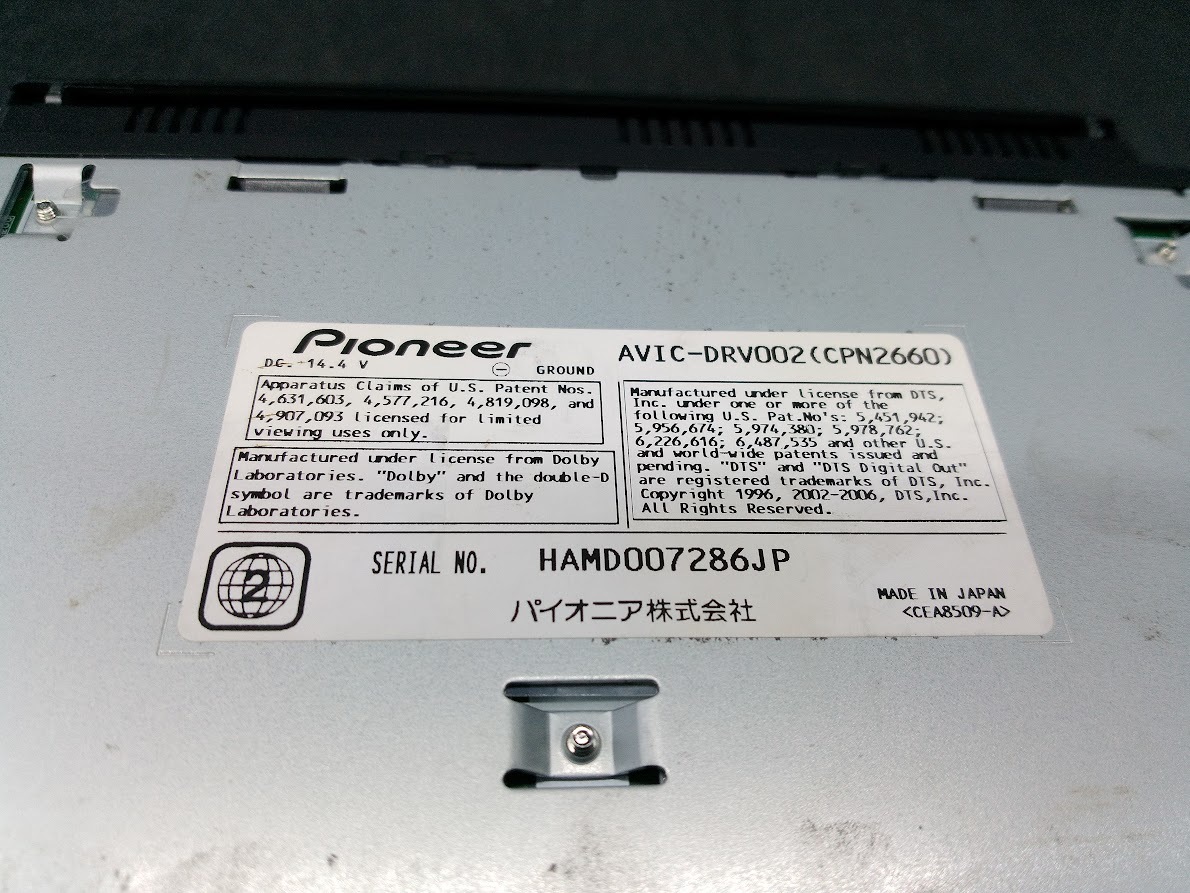 Pioneer
AVIC-DRV002(CPN2660)
DC. 14.4 V
GROUND
Apparatus Claims of U.S. Patent Nos.
4,631,603, 4,577,216, 4,819,098, and
4,907,093 licensed for limited
viewing uses only.
Manufactured under license from Dolby
Laboratories. "Dolby" and the double-D
symbol are trademarks of Dolby
Laboratories.
Manufactured under license from DTS,
Inc. under one or more of the
following U.S. Pat.No's: 5,451,942;
5,956,674; 5,974,380; 5,978,762;
6,226,616; 6,487,535 and other U.S.
and world-wide patents issued and
pending. "DTS" and "DTS Digital Out"
are registered trademarks of DTS, Inc.
Copyright 1996, 2002-2006, DTS,Inc.
All Rights Reserved.
2
SERIAL NO. HAMD007286JP
パイオニア株式会社
MADE IN JAPAN
<CEA8509-A>